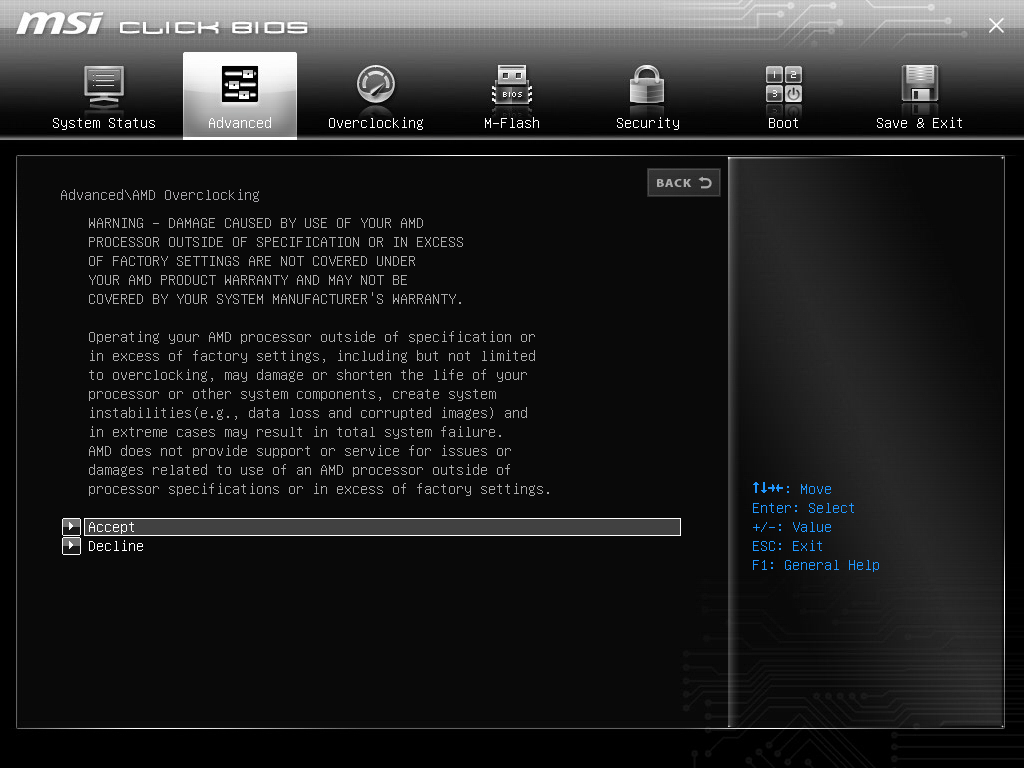 msi CLICK BIOS
System Status
Advanced
Overclocking
BIOS
M-Flash
Security
1 2
3
Boot
Save & Exit
BACK
Advanced\AMD Overclocking
WARNING - DAMAGE CAUSED BY USE OF YOUR AMD
PROCESSOR OUTSIDE OF SPECIFICATION OR IN EXCESS
OF FACTORY SETTINGS ARE NOT COVERED UNDER
YOUR AMD PRODUCT WARRANTY AND MAY NOT BE
COVERED BY YOUR SYSTEM MANUFACTURER'S WARRANTY.
Operating your AMD processor outside of specification or
in excess of factory settings, including but not limited
to overclocking, may damage or shorten the life of your
processor or other system components, create system
instabilities(e.g., data loss and corrupted images) and
in extreme cases may result in total system failure.
AMD does not provide support or service for issues or
damages related to use of an AMD processor outside of
processor specifications or in excess of factory settings.
Accept
Decline
↑↓→←: Move
Enter: Select
+/-: Value
ESC: Exit
F1: General Help